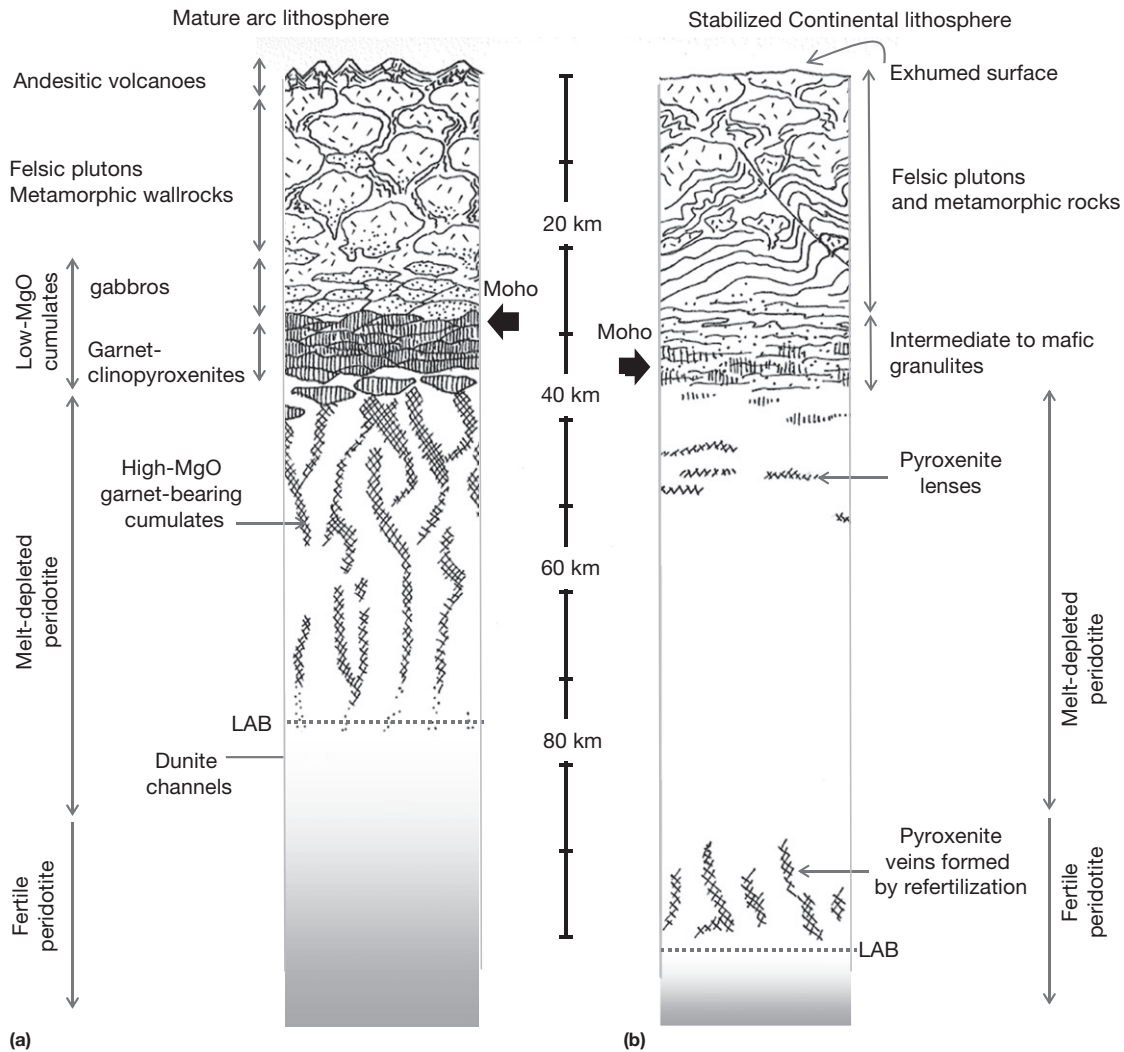 Mature arc lithosphere
Stabilized Continental lithosphere
Andesitic volcanoes
Felsic plutons
Metamorphic wallrocks
Low-MgO
cumulates
gabbros
Garnet-
clinopyroxenites
Melt-depleted
peridotite
High-MgO
garnet-bearing
cumulates
LAB
Dunite
channels
Fertile
peridotite
Moho
20 km
40 km
60 km
80 km
Moho
Exhumed surface
Felsic plutons
and metamorphic rocks
Intermediate to mafic
granulites
Pyroxenite
lenses
Melt-depleted
peridotite
Pyroxenite
veins formed
by refertilization
Fertile
peridotite
LAB
(a)
(b)